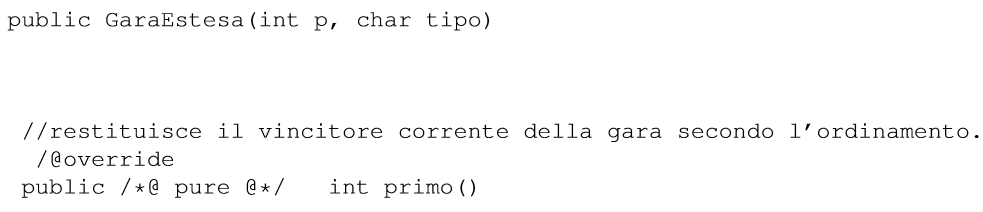 public GaraEstesa(int p, char tipo)
//restituisce il vincitore corrente della gara secondo l’ordinamento.
/@override
public /*@ pure @*/ int primo()